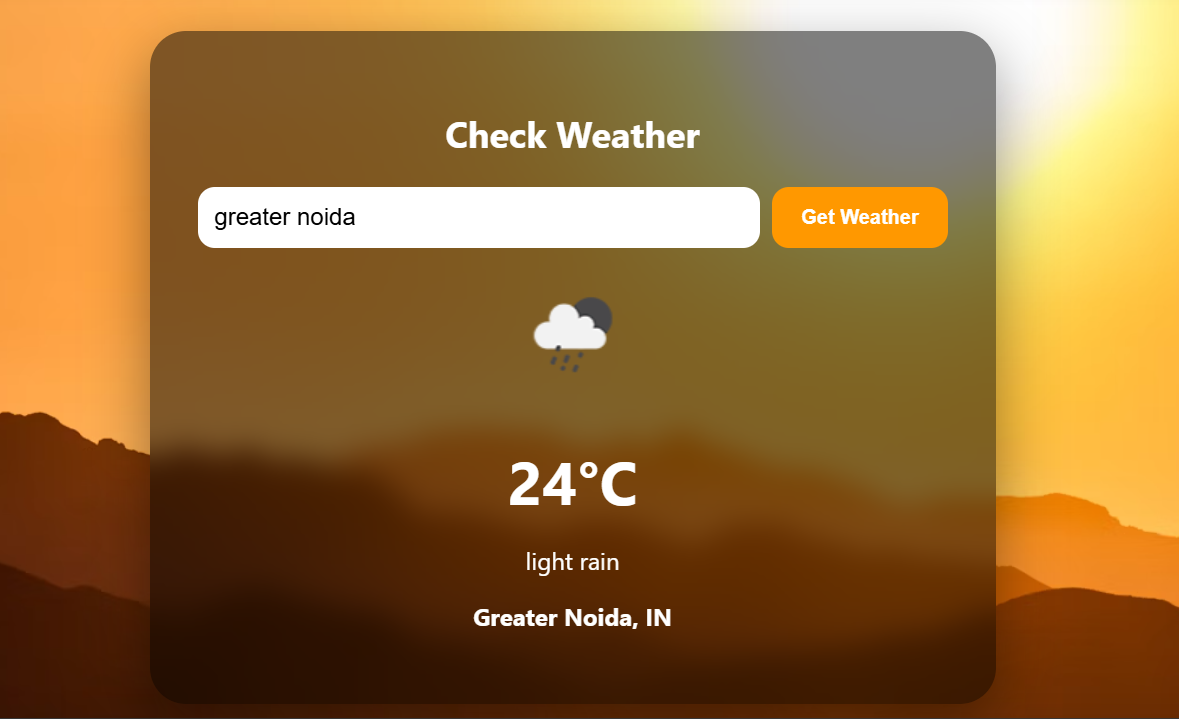 Check Weather
greater noida
Get Weather
24°C
light rain
Greater Noida, IN